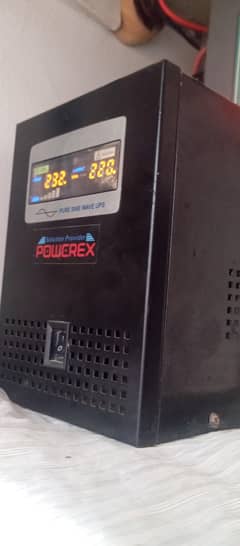 232. 220.
PURE SINE WAVE UPS
Solution Provider
POWEREX